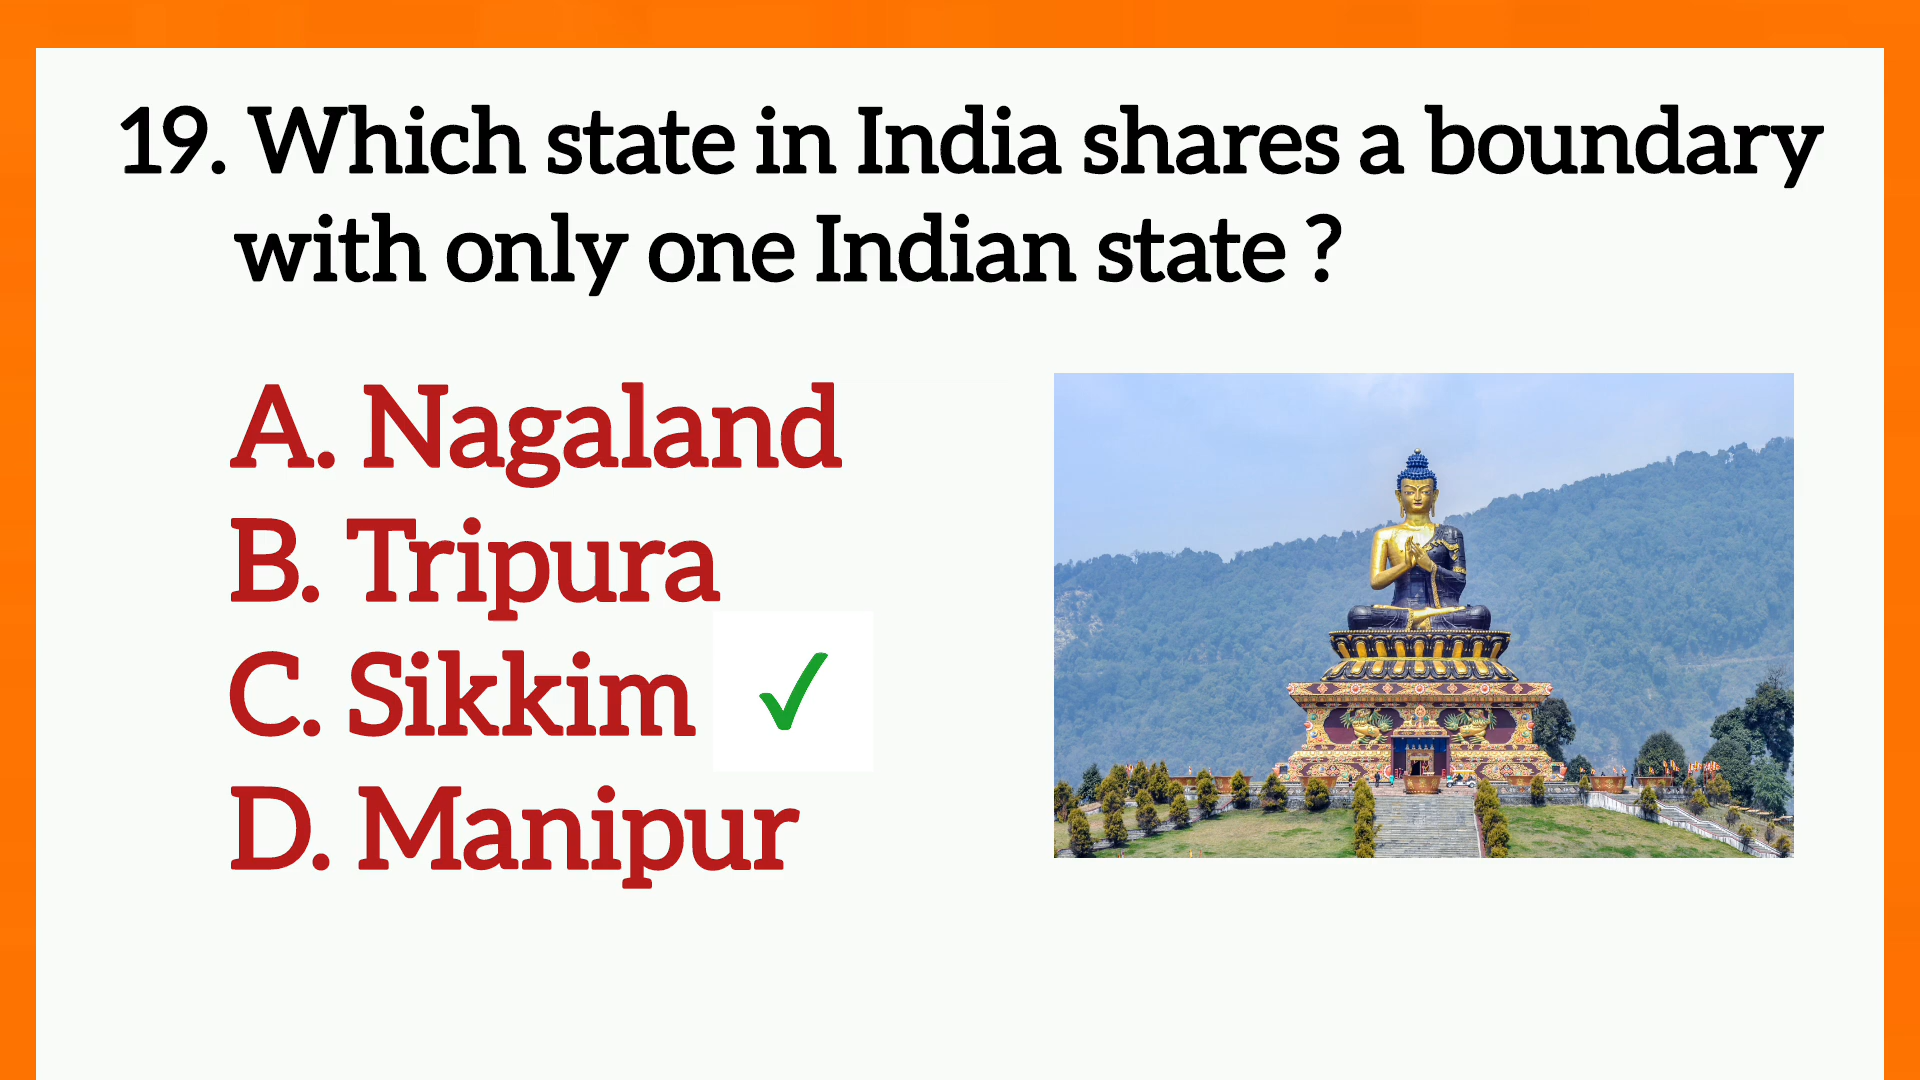 19. Which state in India shares a boundary
with only one Indian state ?
A. Nagaland
B. Tripura
C. Sikkim ✓
D. Manipur